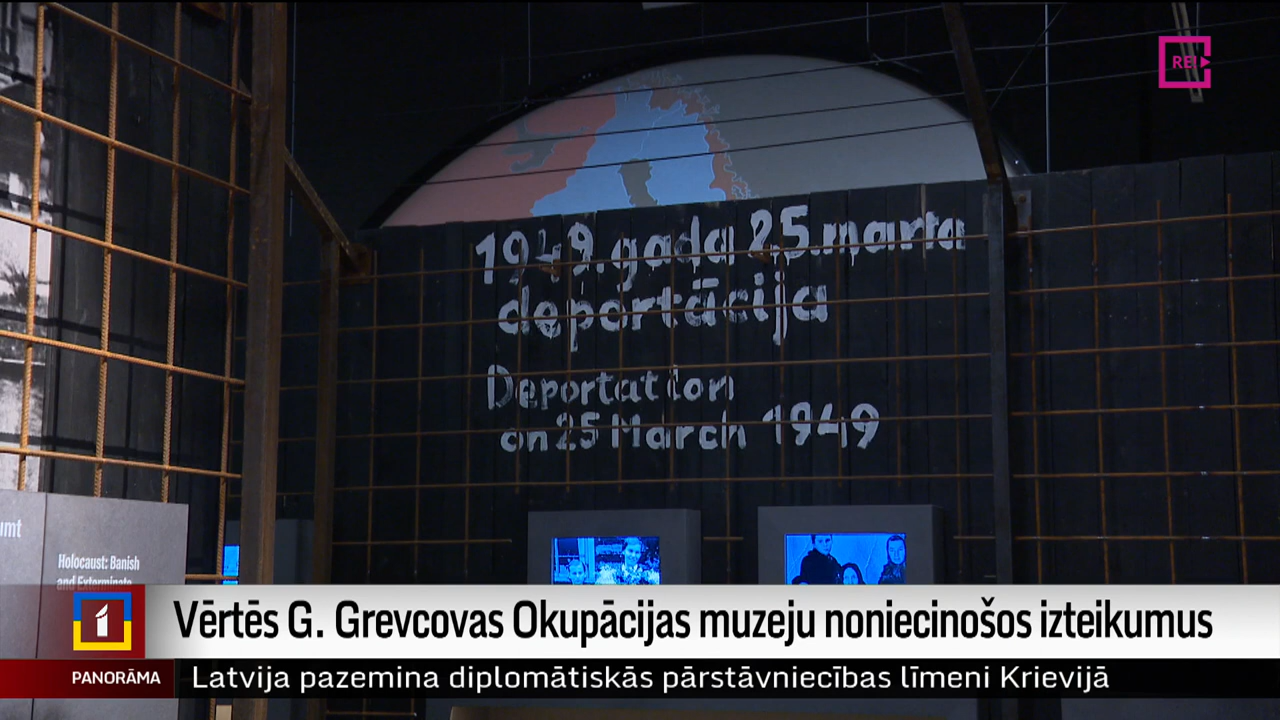 RE!
1949. gada 25. marta
deportācija
Deportation
on 25 March 1949
Holocaust: Banish
and Exterminate
1
Vērtēs G. Grevcovas Okupācijas muzeju noniecinošos izteikumus
PANORĀMA
Latvija pazemina diplomātiskās pārstāvniecības līmeni Krievijā